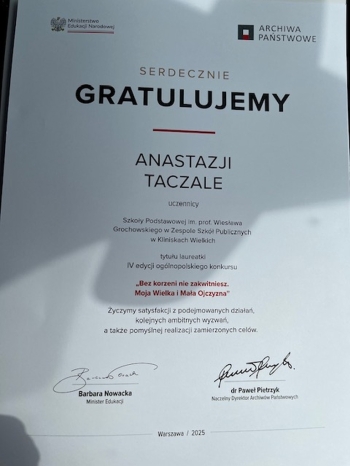 Ministerstwo
Edukacji Narodowej
ARCHIWA
PAŃSTWOWE
SERDECZNIE
GRATULUJEMY
ANASTAZJI
TACZALE
uczennicy
Szkoły Podstawowej im. prof. Wiesława
Grochowskiego w Zespole Szkół Publicznych
w Kliniskach Wielkich
tytułu laureatki
IV edycji ogólnopolskiego konkursu
„Bez korzeni nie zakwitniesz.
Moja Wielka i Mała Ojczyzna"
Życzymy satysfakcji z podejmowanych działań,
kolejnych ambitnych wyzwań,
a także pomyślnej realizacji zamierzonych celów.
Barbara Nowacka
Minister Edukacji
dr Paweł Pietrzyk
Naczelny Dyrektor Archiwów Państwowych
Warszawa / 2025